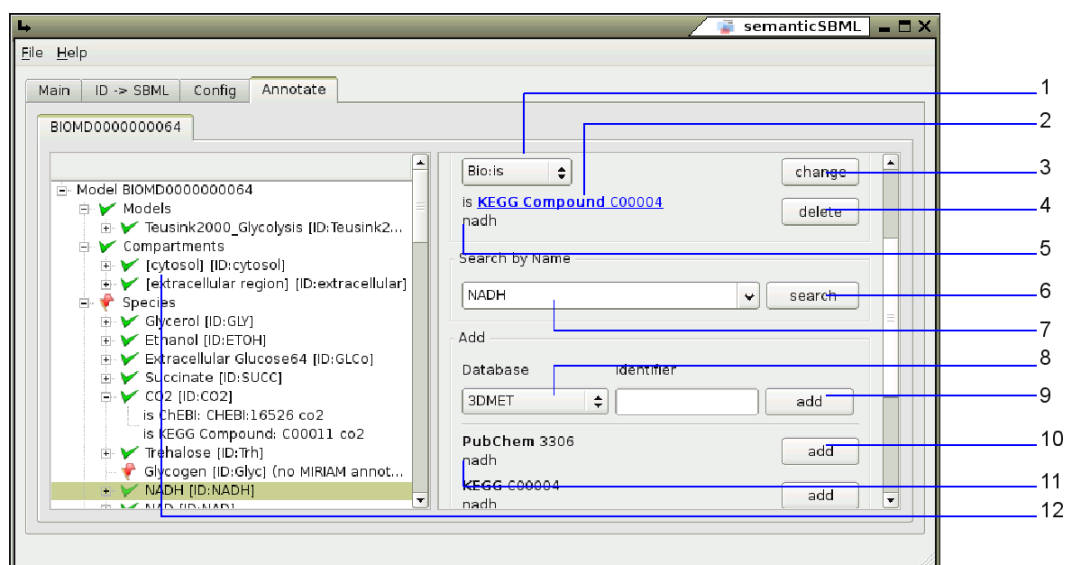 semanticSBML
File Help
Main ID -> SBML Config Annotate
BIOMD0000000064
Model BIOMD0000000064
Models
Teusink2000_Glycolysis [ID:Teusink2...
Compartments
[cytosol] [ID:cytosol]
[extracellular region] [ID:extracellular]
Species
Glycerol [ID:GLY]
Ethanol [ID:ETOH]
Extracellular Glucose64 [ID:GLCo]
Succinate [ID:SUCC]
CO2 [ID:CO2]
is ChEBI: CHEBI:16526 co2
is KEGG Compound: C00011 co2
Trehalose [ID:Trh]
Glycogen [ID:Glyc] (no MIRIAM annot...
NADH [ID:NADH]
NAD [ID:NAD]
Bio:is
change
is KEGG Compound C00004
nadh
delete
Search by Name
NADH
search
Add
Database Identifier
3DMET
add
PubChem 3306
nadh
add
KEGG C00004
nadh
add
1
2
3
4
5
6
7
8
9
10
11
12